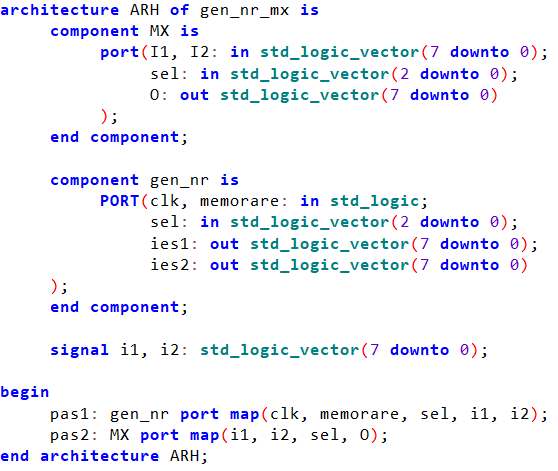 architecture ARH of gen_nr_mx is
component MX is
port(I1, I2: in std_logic_vector(7 downto 0);
sel: in std_logic_vector(2 downto 0);
O: out std_logic_vector(7 downto 0)
);
end component;
component gen_nr is
PORT(clk, memorare: in std_logic;
sel: in std_logic_vector(2 downto 0);
ies1: out std_logic_vector(7 downto 0);
ies2: out std_logic_vector(7 downto 0)
);
end component;
signal i1, i2: std_logic_vector(7 downto 0);
begin
pas1: gen_nr port map(clk, memorare, sel, i1, i2);
pas2: MX port map(i1, i2, sel, O);
end architecture ARH;